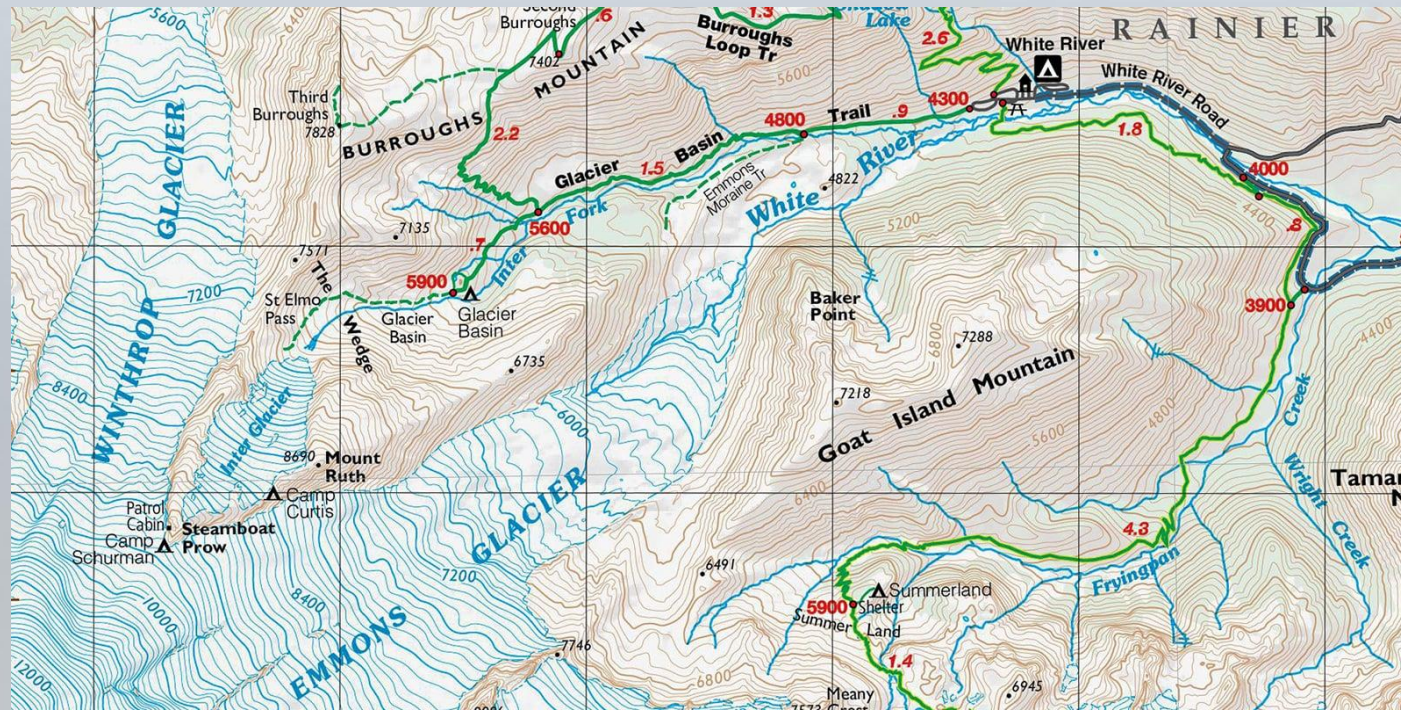 Second
Burroughs
.6
1.3
Burroughs
Loop Tr
Shadow
Lake
2.6
White River
RAINIER
7402
MOUNTAIN
5600
6400
5600
Third
Burroughs
7828
BURROUGHS
2.2
4800
Trail
.9
4300
White River Road
1.8
4000
4400
.8
3900
Glacier
1.5
Basin
Emmons
Moraine Tr
4822
White
River
5200
Inter
Fork
5600
.7
7135
7571
The
Wedge
5900
St Elmo
Pass
Glacier
Basin
Glacier
Basin
WINTHROP
GLACIER
7200
8400
6735
Baker
Point
6800
7288
7218
Goat Island Mountain
6000
Inter Glacier
8690
Mount
Ruth
Camp
Curtis
Patrol
Cabin
Steamboat
Prow
Camp
Schurman
EMMONS
GLACIER
7200
8400
10000
12000
6400
5600
4800
4400
Creek
Wright Creek
Tamar
4.3
Fryingpan
6491
5900
Summerland
Shelter
Summer Land
1.4
7746
6800
Meany
Crest
7573
6945